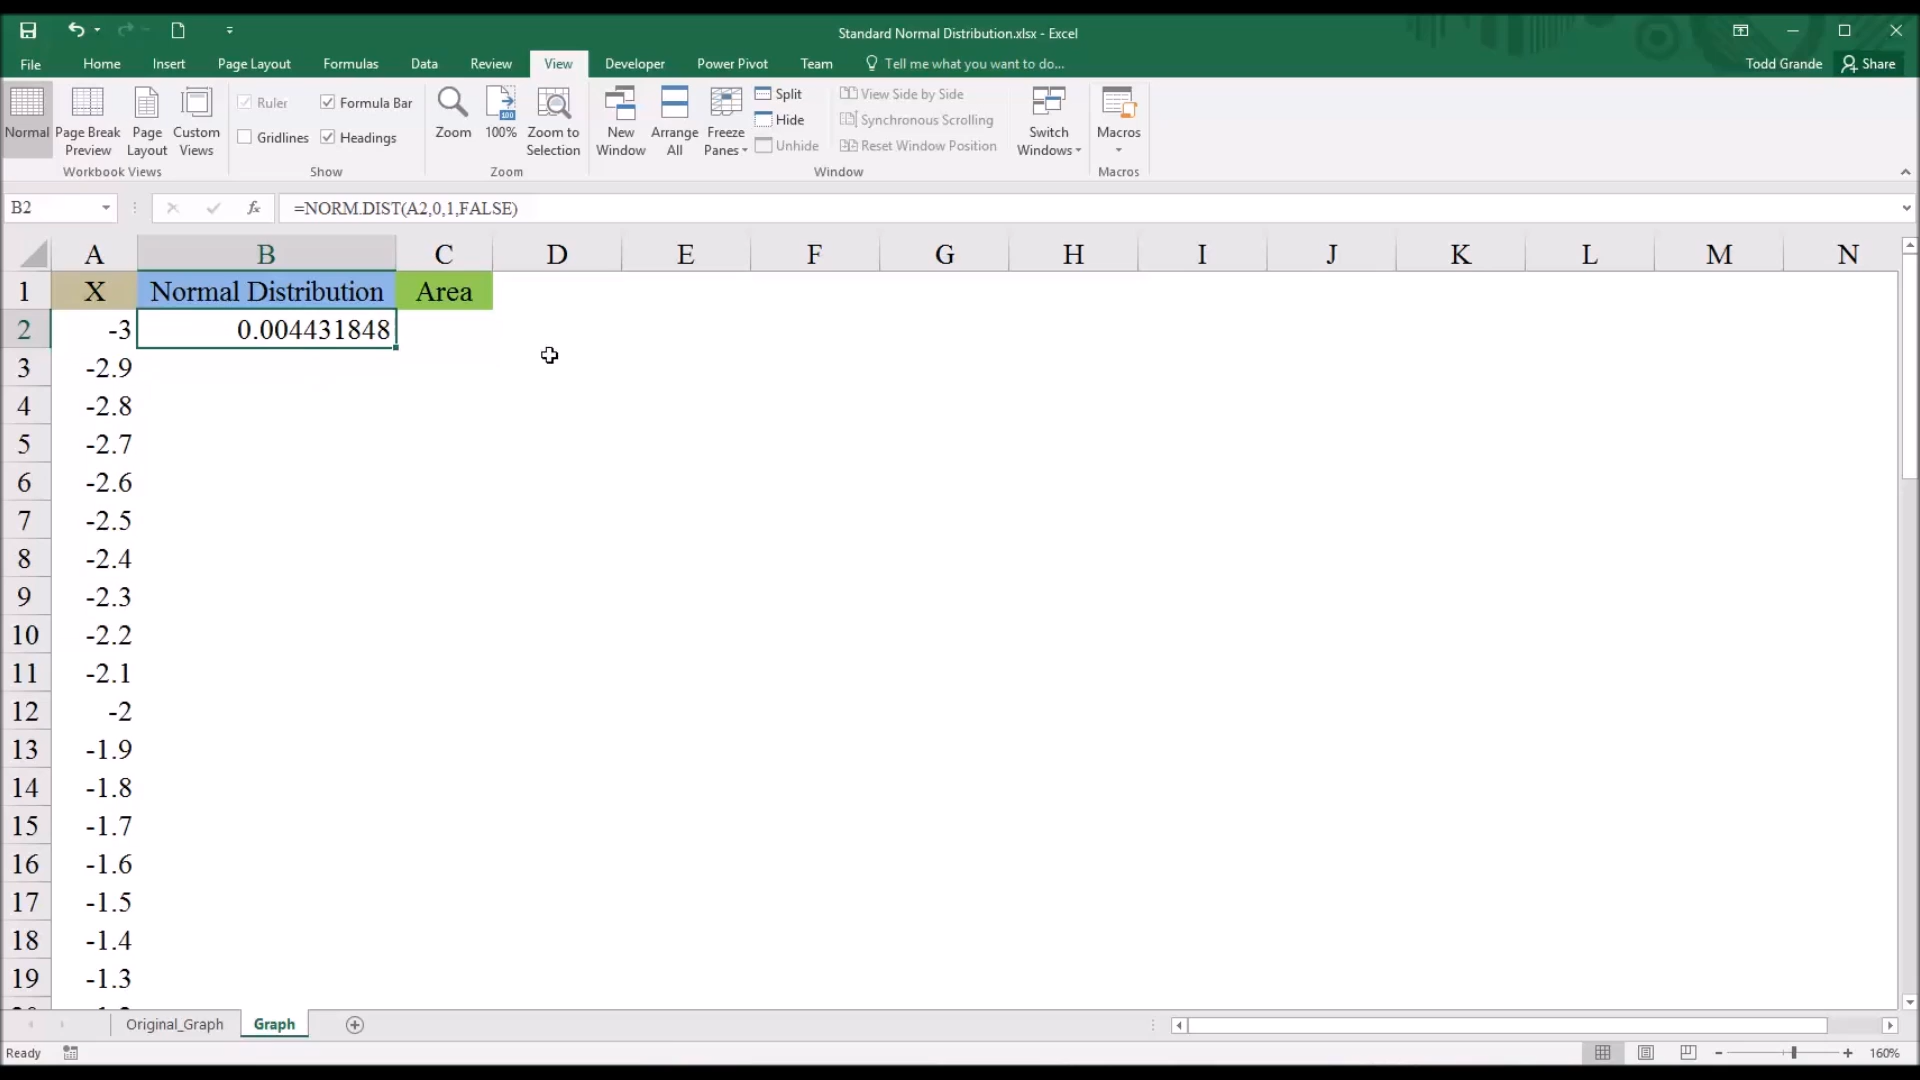 Standard Normal Distribution.xlsx - Excel
File Home Insert Page Layout Formulas Data Review View Developer Power Pivot Team Tell me what you want to do... Todd Grande Share
Normal
Page Break
Preview
Page
Layout
Custom
Views
Workbook Views
Ruler
Formula Bar
Gridlines
Headings
Show
Zoom
100
100%
Zoom to
Selection
Zoom
New
Window
Arrange
All
Freeze
Panes
Split
Hide
Unhide
View Side by Side
Synchronous Scrolling
Reset Window Position
Window
Switch
Windows
Macros
Macros
B2 fx =NORM.DIST(A2,0,1,FALSE)
A B C D E F G H I J K L M N
1 X Normal Distribution Area
2 -3 0.004431848
3 -2.9
4 -2.8
5 -2.7
6 -2.6
7 -2.5
8 -2.4
9 -2.3
10 -2.2
11 -2.1
12 -2
13 -1.9
14 -1.8
15 -1.7
16 -1.6
17 -1.5
18 -1.4
19 -1.3
Original_Graph Graph
Ready 160%